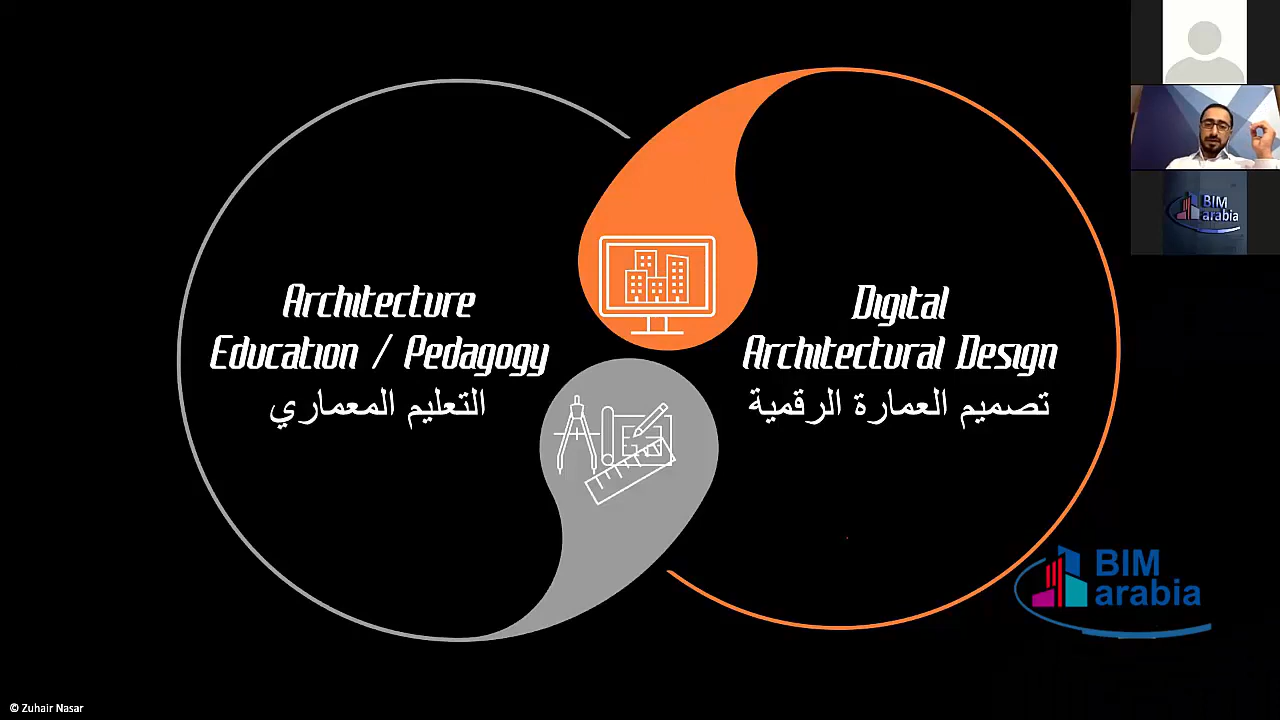 Architecture
Education / Pedagogy
التعليم المعماري
Digital
Architectural Design
تصميم العمارة الرقمية
BIM
arabia
BIM
arabia
© Zuhair Nasar